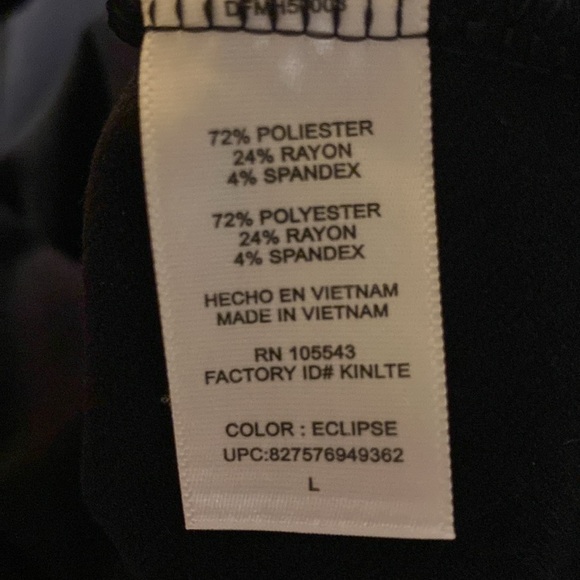 72% POLIESTER
24% RAYON
4% SPANDEX
72% POLYESTER
24% RAYON
4% SPANDEX
HECHO EN VIETNAM
MADE IN VIETNAM
RN 105543
FACTORY ID# KINLTE
COLOR : ECLIPSE
UPC:827576949362
L